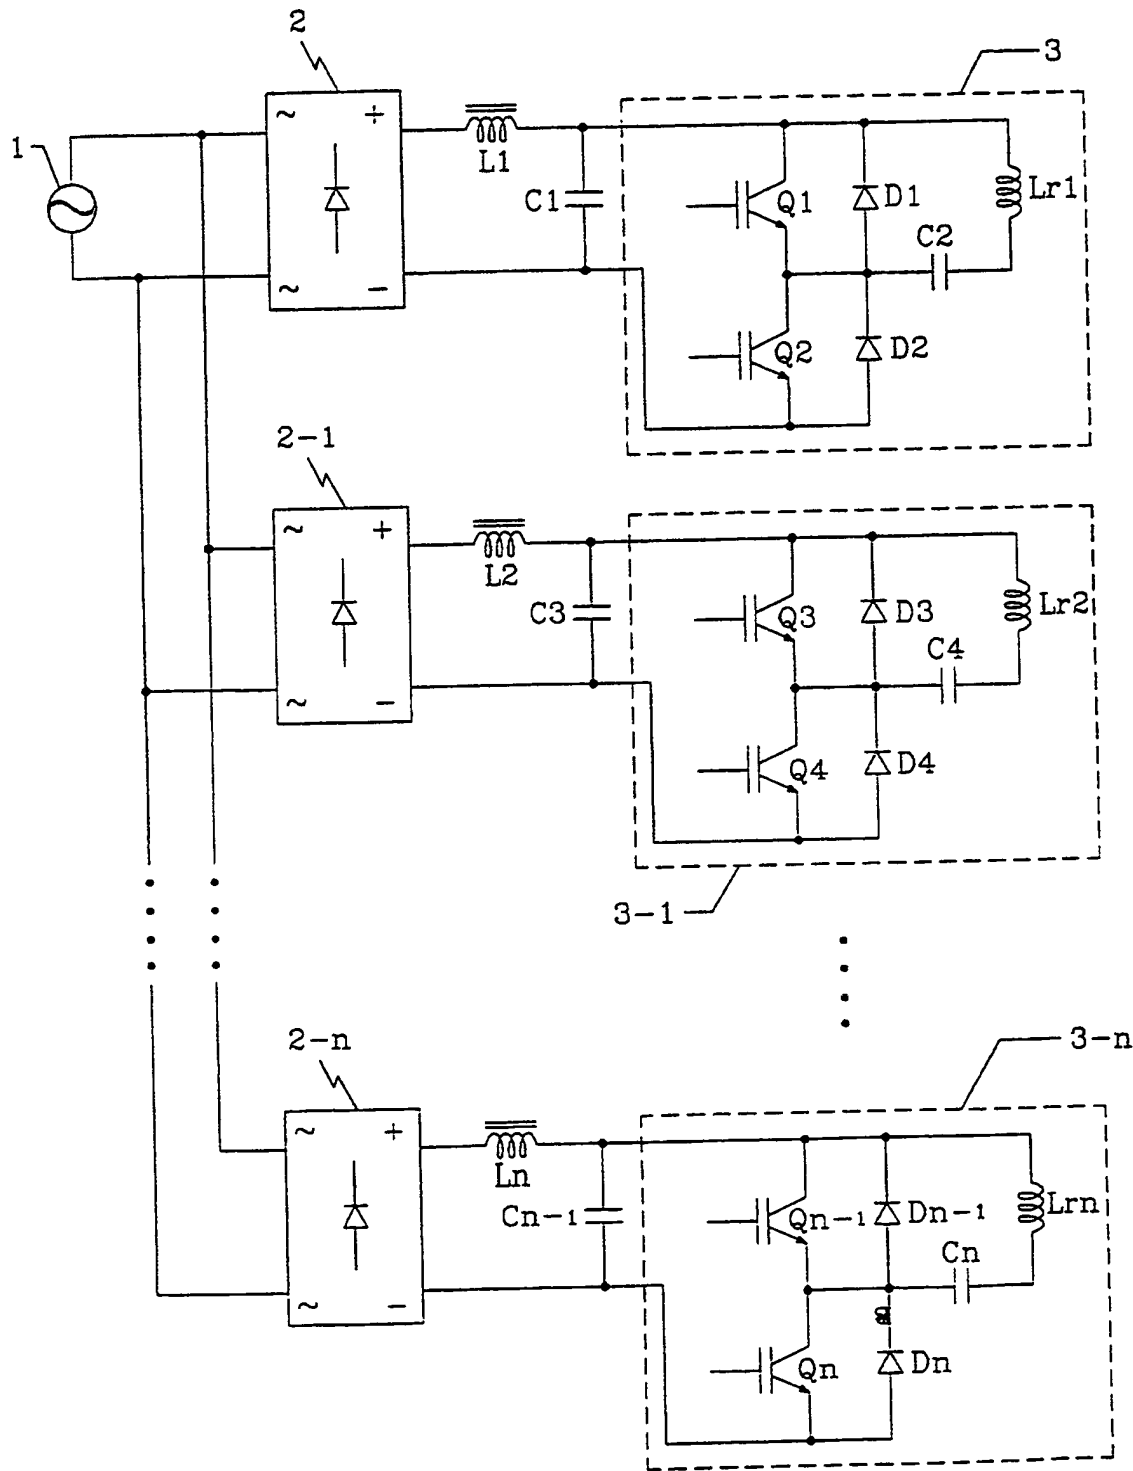 2
3
1
~
+
L1
C1
Q1
D1
Lr1
C2
~
−
Q2
D2
2-1
~
+
L2
C3
Q3
D3
Lr2
C4
~
−
Q4
D4
3-1
2-n
3-n
~
+
Ln
Cn-1
Qn-1
Dn-1
Lrn
Cn
~
−
Qn
Dn